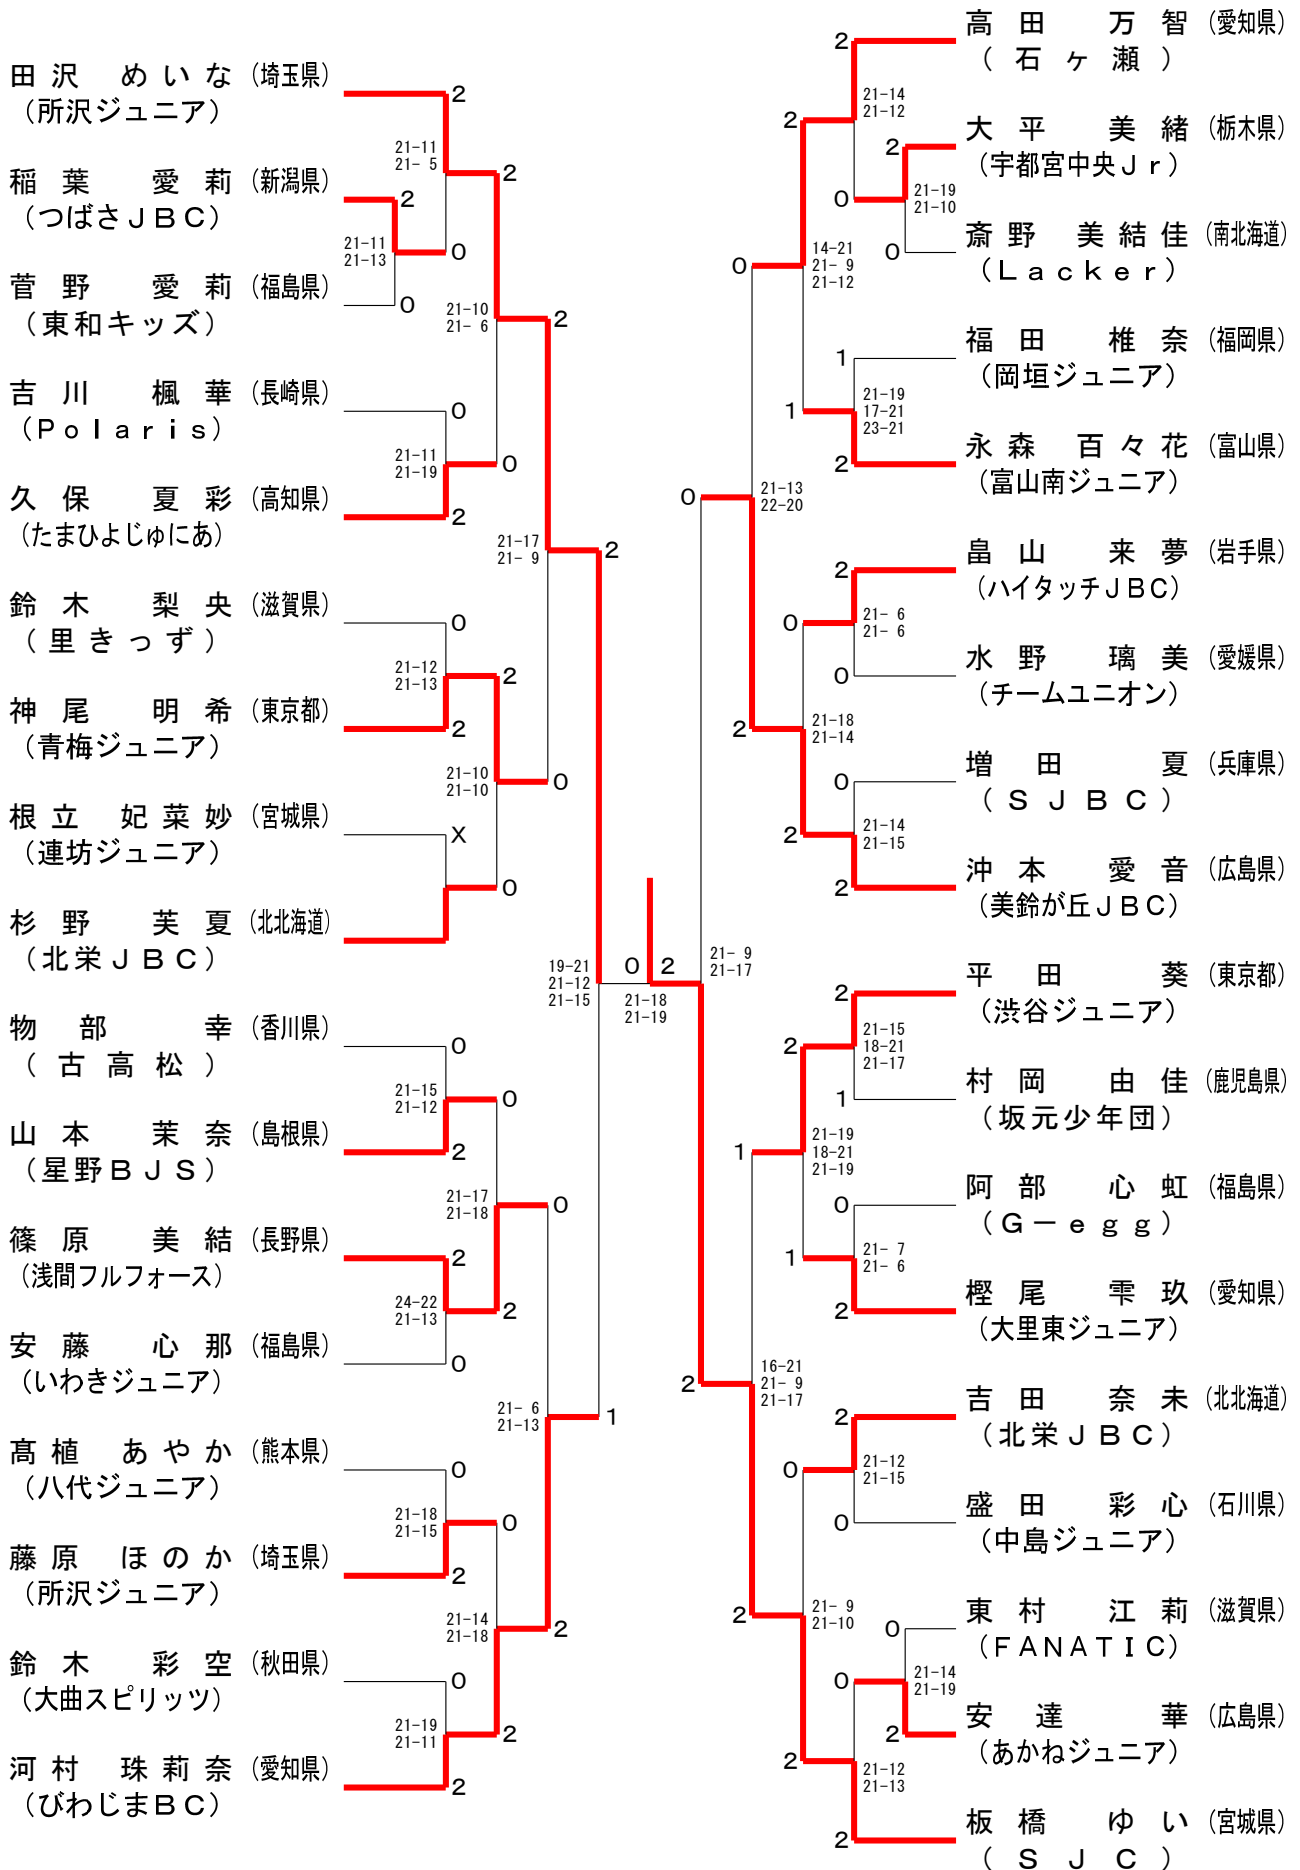 田沢 めいな (埼玉県)
(所沢ジュニア)
2
21-11
21- 5
2
稲葉 愛莉 (新潟県)
(つばさJBC)
2
21-11
21-13
0
菅野 愛莉 (福島県)
(東和キッズ)
0
21-10
21- 6
2
吉川 楓華 (長崎県)
(Polaris)
0
21-11
21-19
0
久保 夏彩 (高知県)
(たまひよじゅにあ)
2
21-17
21- 9
2
鈴木 梨央 (滋賀県)
(里きっず)
0
21-12
21-13
2
神尾 明希 (東京都)
(青梅ジュニア)
2
21-10
21-10
0
根立 妃菜妙 (宮城県)
(連坊ジュニア)
X
0
杉野 芙夏 (北北海道)
(北栄JBC)
19-21
21-12
21-15
0 2
21-18
21-19
物部 幸 (香川県)
(古高松)
0
21-15
21-12
0
山本 茉奈 (島根県)
(星野BJS)
2
21-17
21-18
0
篠原 美結 (長野県)
(浅間フルフォース)
2
24-22
21-13
2
安藤 心那 (福島県)
(いわきジュニア)
0
21- 6
21-13
1
髙植 あやか (熊本県)
(八代ジュニア)
0
21-18
21-15
0
藤原 ほのか (埼玉県)
(所沢ジュニア)
2
21-14
21-18
2
鈴木 彩空 (秋田県)
(大曲スピリッツ)
0
21-19
21-11
2
河村 珠莉奈 (愛知県)
(びわじまBC)
2
高田 万智 (愛知県)
(石ヶ瀬)
2
21-14
21-12
2
大平 美緒 (栃木県)
(宇都宮中央Jr)
2
0
21-19
21-10
斎野 美結佳 (南北海道)
(Lacker)
0
14-21
21- 9
21-12
0
福田 椎奈 (福岡県)
(岡垣ジュニア)
1
21-19
17-21
23-21
1
永森 百々花 (富山県)
(富山南ジュニア)
2
21-13
22-20
0
畠山 来夢 (岩手県)
(ハイタッチJBC)
2
21- 6
21- 6
0
水野 璃美 (愛媛県)
(チームユニオン)
0
21-18
21-14
2
増田 夏 (兵庫県)
(SJBC)
0
21-14
21-15
2
沖本 愛音 (広島県)
(美鈴が丘JBC)
2
21- 9
21-17
平田 葵 (東京都)
(渋谷ジュニア)
2
21-15
18-21
21-17
2
村岡 由佳 (鹿児島県)
(坂元少年団)
1
21-19
18-21
21-19
1
阿部 心虹 (福島県)
(G-egg)
0
21- 7
21- 6
1
樫尾 雫玖 (愛知県)
(大里東ジュニア)
2
16-21
21- 9
21-17
2
吉田 奈未 (北北海道)
(北栄JBC)
2
21-12
21-15
0
盛田 彩心 (石川県)
(中島ジュニア)
0
21- 9
21-10
2
東村 江莉 (滋賀県)
(FANATIC)
0
21-14
21-19
0
安達 華 (広島県)
(あかねジュニア)
2
21-12
21-13
2
板橋 ゆい (宮城県)
(SJC)
2